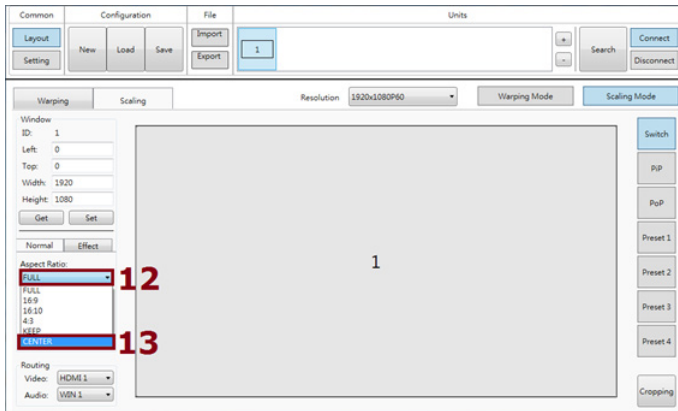 Common Configuration File Units
Layout
Setting
New Load Save
Import
Export
1
+
-
Search
Connect
Disconnect
Warping Scaling Resolution 1920x1080P60 Warping Mode Scaling Mode
Window
ID: 1
Left: 0
Top: 0
Width: 1920
Height: 1080
Get Set
Normal Effect
Aspect Ratio:
FULL 12
FULL
16:9
16:10
4:3
KEEP
CENTER 13
Routing
Video: HDMI 1
Audio: WIN 1
1
Switch
PiP
PoP
Preset 1
Preset 2
Preset 3
Preset 4
Cropping